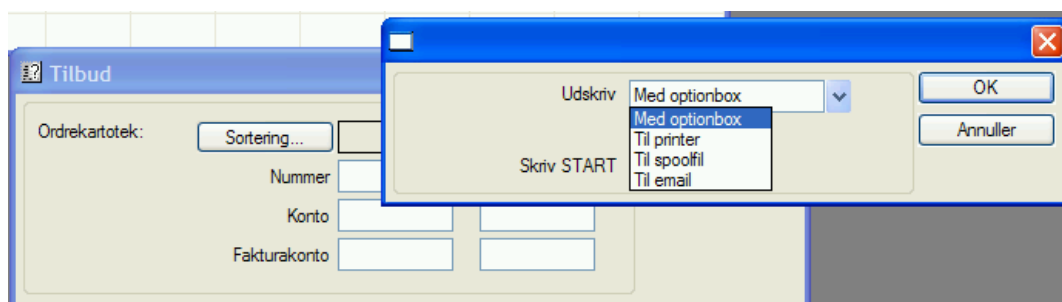 Tilbud
Ordrekartotek: Sortering...
Nummer
Konto
Fakturakonto
Udskriv Med optionbox
Med optionbox
Til printer
Til spoolfil
Til email
Skriv START
OK
Annuller